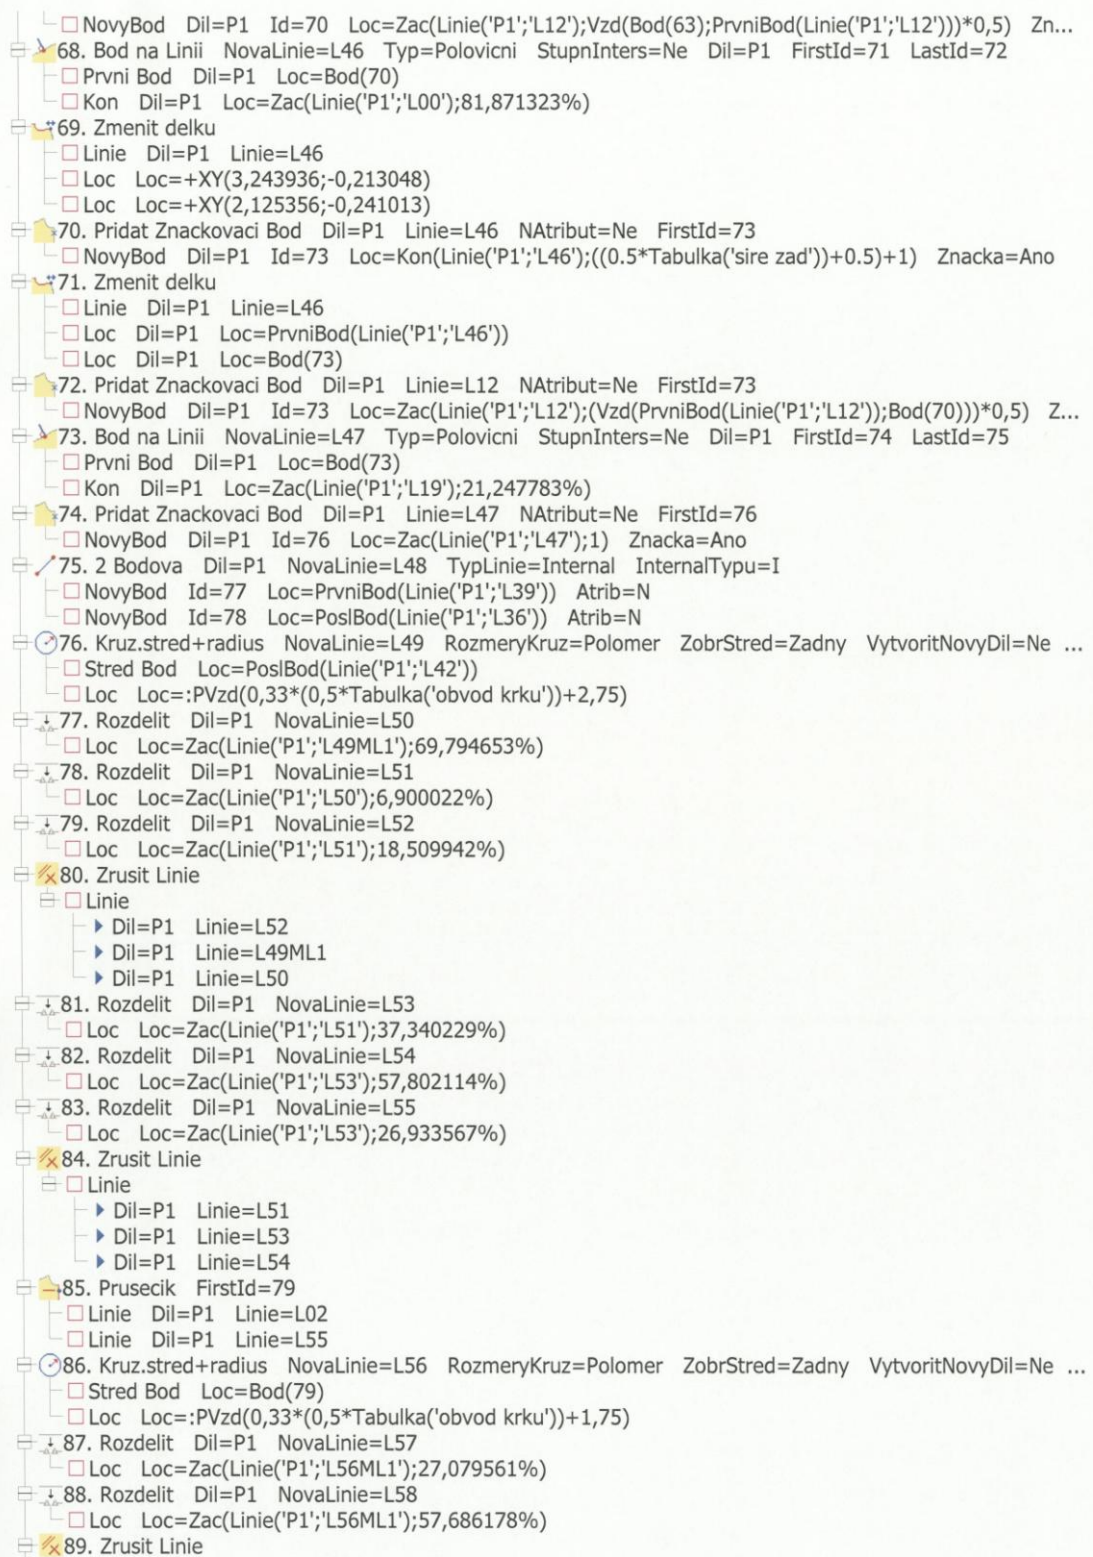 NovyBod Dil=P1 Id=70 Loc=Zac(Linie('P1';'L12');Vzd(Bod(63);PrvniBod(Linie('P1';'L12')))*0,5) Zn...
68. Bod na Linii NovaLinie=L46 Typ=Polovicni StupnInters=Ne Dil=P1 FirstId=71 LastId=72
Prvni Bod Dil=P1 Loc=Bod(70)
Kon Dil=P1 Loc=Zac(Linie('P1';'L00');81,871323%)
69. Zmenit delku
Linie Dil=P1 Linie=L46
Loc Loc=+XY(3,243936;-0,213048)
Loc Loc=+XY(2,125356;-0,241013)
70. Pridat Znackovaci Bod Dil=P1 Linie=L46 NAtribut=Ne FirstId=73
NovyBod Dil=P1 Id=73 Loc=Kon(Linie('P1';'L46');((0.5*Tabulka('sire zad'))+0.5)+1) Znacka=Ano
71. Zmenit delku
Linie Dil=P1 Linie=L46
Loc Dil=P1 Loc=PrvniBod(Linie('P1';'L46'))
Loc Dil=P1 Loc=Bod(73)
72. Pridat Znackovaci Bod Dil=P1 Linie=L12 NAtribut=Ne FirstId=73
NovyBod Dil=P1 Id=73 Loc=Zac(Linie('P1';'L12');(Vzd(PrvniBod(Linie('P1';'L12'));Bod(70)))*0,5) Z...
73. Bod na Linii NovaLinie=L47 Typ=Polovicni StupnInters=Ne Dil=P1 FirstId=74 LastId=75
Prvni Bod Dil=P1 Loc=Bod(73)
Kon Dil=P1 Loc=Zac(Linie('P1';'L19');21,247783%)
74. Pridat Znackovaci Bod Dil=P1 Linie=L47 NAtribut=Ne FirstId=76
NovyBod Dil=P1 Id=76 Loc=Zac(Linie('P1';'L47');1) Znacka=Ano
75. 2 Bodova Dil=P1 NovaLinie=L48 TypLinie=Internal InternalTypu=I
NovyBod Id=77 Loc=PrvniBod(Linie('P1';'L39')) Atrib=N
NovyBod Id=78 Loc=PoslBod(Linie('P1';'L36')) Atrib=N
76. Kruz.stred+radius NovaLinie=L49 RozmeryKruz=Polomer ZobrStred=Zadny VytvoritNovyDil=Ne ...
Stred Bod Loc=PoslBod(Linie('P1';'L42'))
Loc Loc=:PVzd(0,33*(0,5*Tabulka('obvod krku'))+2,75)
77. Rozdelit Dil=P1 NovaLinie=L50
Loc Loc=Zac(Linie('P1';'L49ML1');69,794653%)
78. Rozdelit Dil=P1 NovaLinie=L51
Loc Loc=Zac(Linie('P1';'L50');6,900022%)
79. Rozdelit Dil=P1 NovaLinie=L52
Loc Loc=Zac(Linie('P1';'L51');18,509942%)
80. Zrusit Linie
Linie
Dil=P1 Linie=L52
Dil=P1 Linie=L49ML1
Dil=P1 Linie=L50
81. Rozdelit Dil=P1 NovaLinie=L53
Loc Loc=Zac(Linie('P1';'L51');37,340229%)
82. Rozdelit Dil=P1 NovaLinie=L54
Loc Loc=Zac(Linie('P1';'L53');57,802114%)
83. Rozdelit Dil=P1 NovaLinie=L55
Loc Loc=Zac(Linie('P1';'L53');26,933567%)
84. Zrusit Linie
Linie
Dil=P1 Linie=L51
Dil=P1 Linie=L53
Dil=P1 Linie=L54
85. Prusecik FirstId=79
Linie Dil=P1 Linie=L02
Linie Dil=P1 Linie=L55
86. Kruz.stred+radius NovaLinie=L56 RozmeryKruz=Polomer ZobrStred=Zadny VytvoritNovyDil=Ne ...
Stred Bod Loc=Bod(79)
Loc Loc=:PVzd(0,33*(0,5*Tabulka('obvod krku'))+1,75)
87. Rozdelit Dil=P1 NovaLinie=L57
Loc Loc=Zac(Linie('P1';'L56ML1');27,079561%)
88. Rozdelit Dil=P1 NovaLinie=L58
Loc Loc=Zac(Linie('P1';'L56ML1');57,686178%)
89. Zrusit Linie